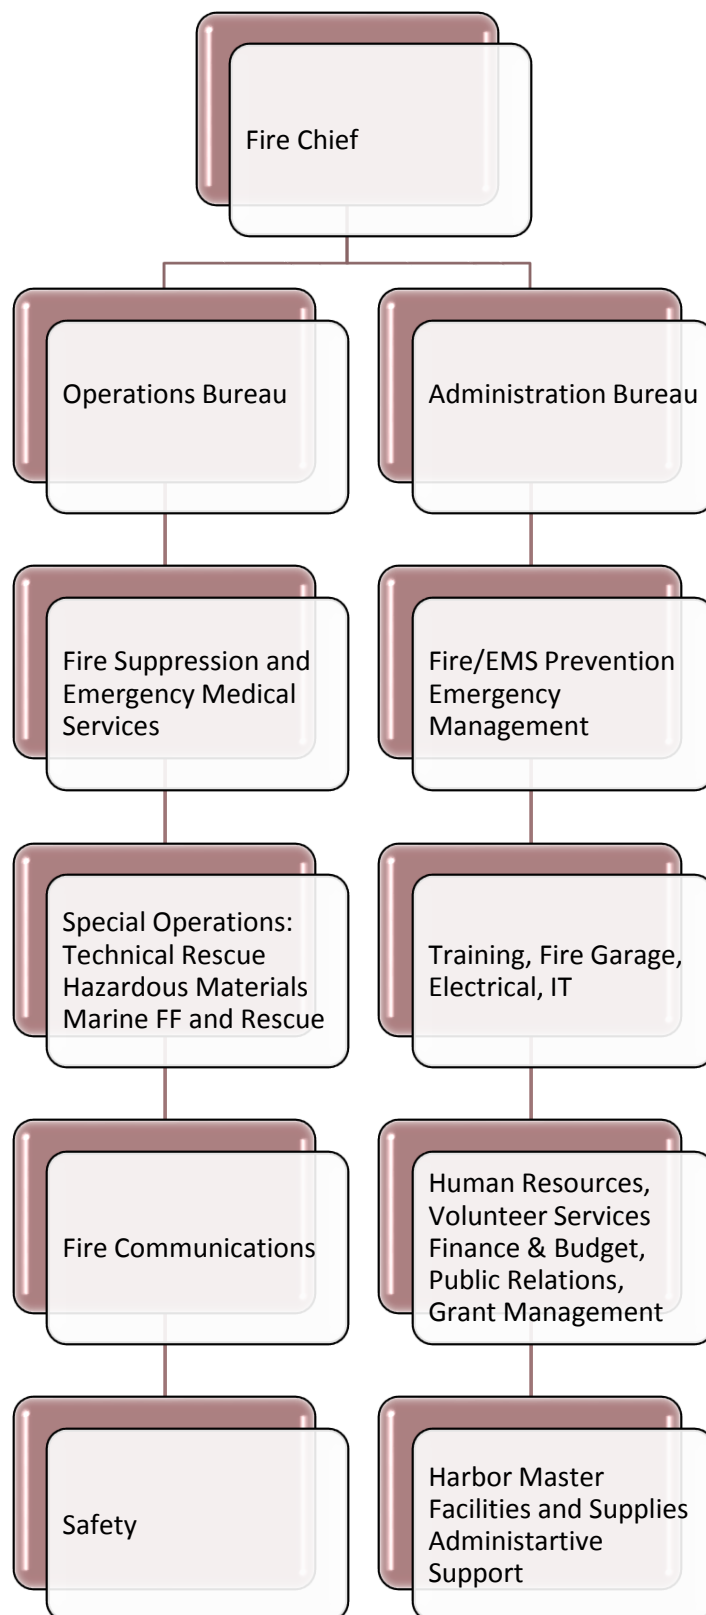 Fire Chief
Operations Bureau
Administration Bureau
Fire Suppression and
Emergency Medical
Services
Fire/EMS Prevention
Emergency
Management
Special Operations:
Technical Rescue
Hazardous Materials
Marine FF and Rescue
Training, Fire Garage,
Electrical, IT
Fire Communications
Human Resources,
Volunteer Services
Finance & Budget,
Public Relations,
Grant Management
Safety
Harbor Master
Facilities and Supplies
Administartive
Support